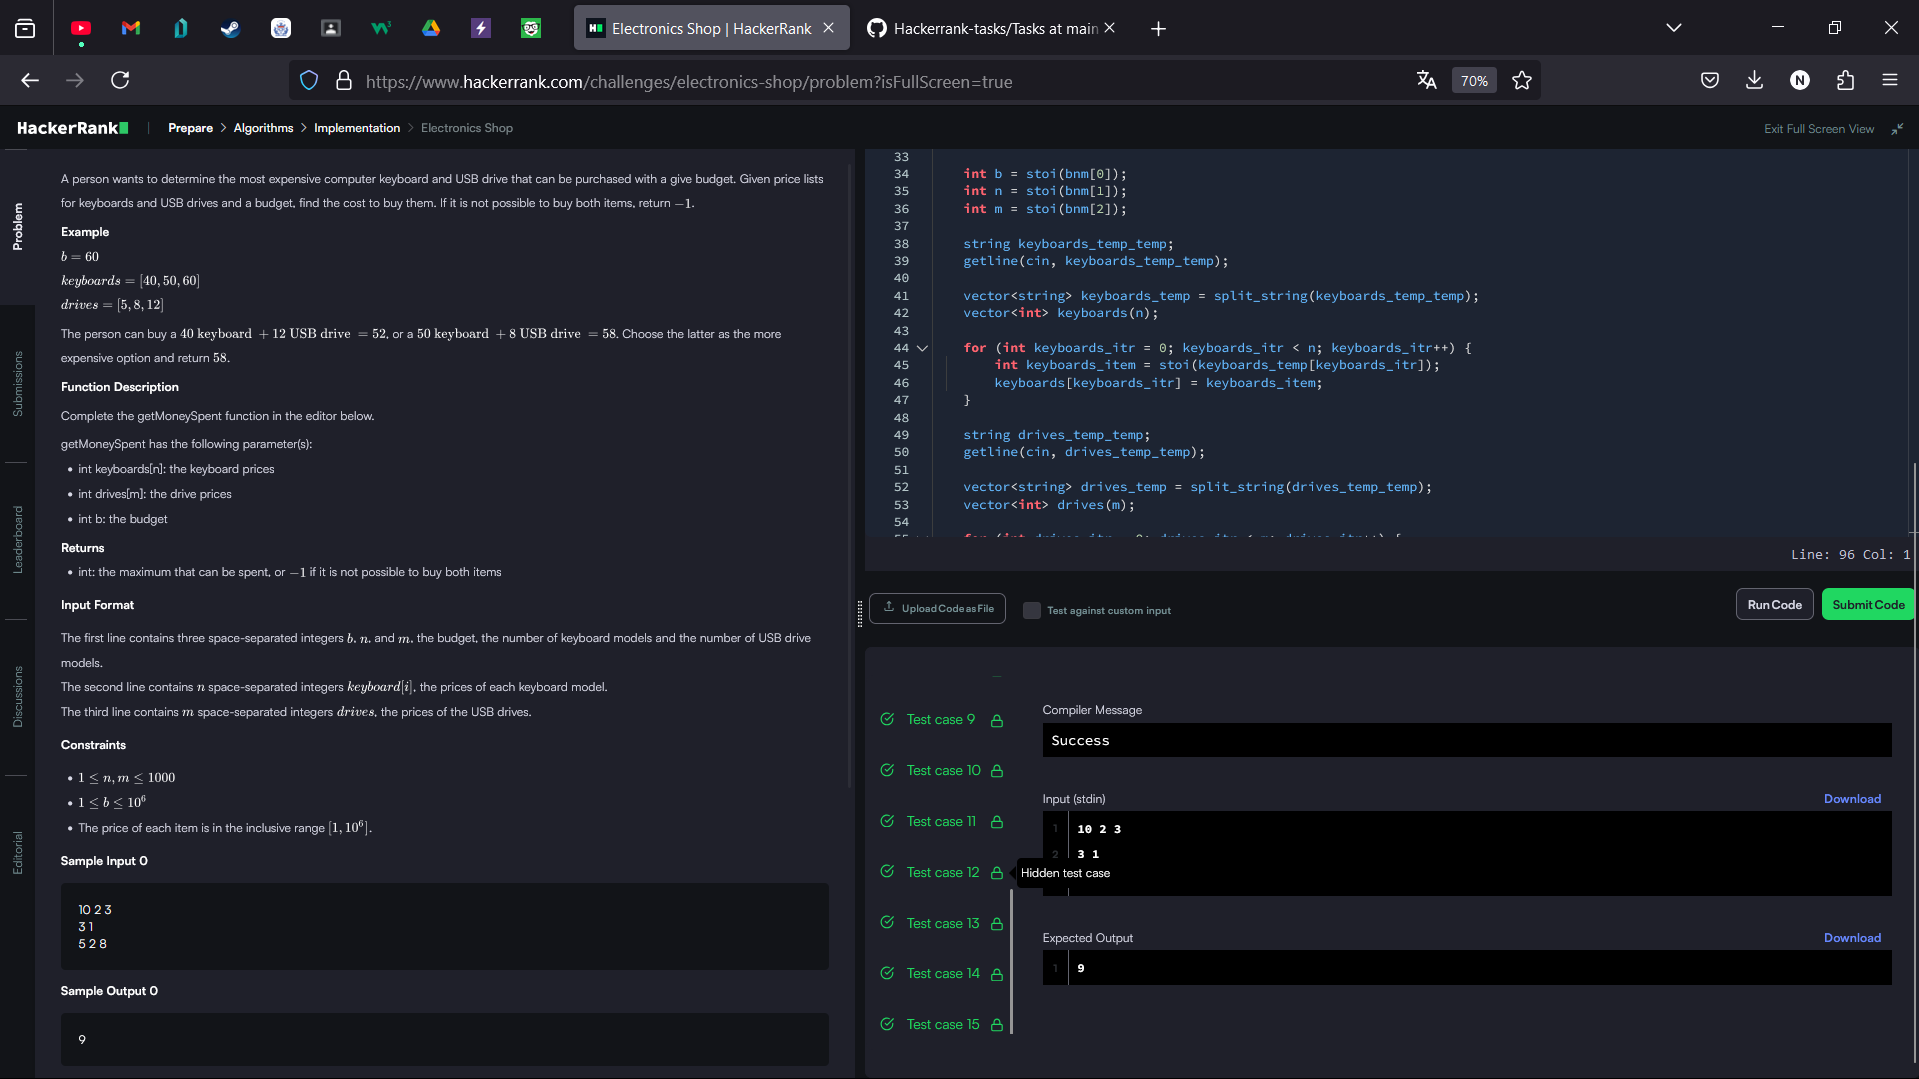 Electronics Shop | HackerRank
Hackerrank-tasks/Tasks at main
https://www.hackerrank.com/challenges/electronics-shop/problem?isFullScreen=true
70%
N
HackerRank
Prepare > Algorithms > Implementation > Electronics Shop
Exit Full Screen View
Problem
Submissions
Leaderboard
Discussions
Editorial
A person wants to determine the most expensive computer keyboard and USB drive that can be purchased with a give budget. Given price lists
for keyboards and USB drives and a budget, find the cost to buy them. If it is not possible to buy both items, return −1.
Example
b = 60
keyboards = [40, 50, 60]
drives = [5, 8, 12]
The person can buy a 40 keyboard + 12 USB drive = 52, or a 50 keyboard + 8 USB drive = 58. Choose the latter as the more
expensive option and return 58.
Function Description
Complete the getMoneySpent function in the editor below.
getMoneySpent has the following parameter(s):
• int keyboards[n]: the keyboard prices
• int drives[m]: the drive prices
• int b: the budget
Returns
• int: the maximum that can be spent, or −1 if it is not possible to buy both items
Input Format
The first line contains three space-separated integers b, n, and m, the budget, the number of keyboard models and the number of USB drive
models.
The second line contains n space-separated integers keyboard[i], the prices of each keyboard model.
The third line contains m space-separated integers drives, the prices of the USB drives.
Constraints
• 1 ≤ n, m ≤ 1000
• 1 ≤ b ≤ 10⁶
• The price of each item is in the inclusive range [1, 10⁶].
Sample Input 0
10 2 3
3 1
5 2 8
Sample Output 0
9
33
34 int b = stoi(bnm[0]);
35 int n = stoi(bnm[1]);
36 int m = stoi(bnm[2]);
37
38 string keyboards_temp_temp;
39 getline(cin, keyboards_temp_temp);
40
41 vector<string> keyboards_temp = split_string(keyboards_temp_temp);
42 vector<int> keyboards(n);
43
44 for (int keyboards_itr = 0; keyboards_itr < n; keyboards_itr++) {
45 int keyboards_item = stoi(keyboards_temp[keyboards_itr]);
46 keyboards[keyboards_itr] = keyboards_item;
47 }
48
49 string drives_temp_temp;
50 getline(cin, drives_temp_temp);
51
52 vector<string> drives_temp = split_string(drives_temp_temp);
53 vector<int> drives(m);
54
55 for (int drives_itr = 0; drives_itr < m; drives_itr++) {
Line: 96 Col: 1
Upload Code as File
Test against custom input
Run Code
Submit Code
Test case 9
Test case 10
Test case 11
Test case 12
Test case 13
Test case 14
Test case 15
Hidden test case
Compiler Message
Success
Input (stdin)
Download
1 10 2 3
2 3 1
Expected Output
Download
1 9